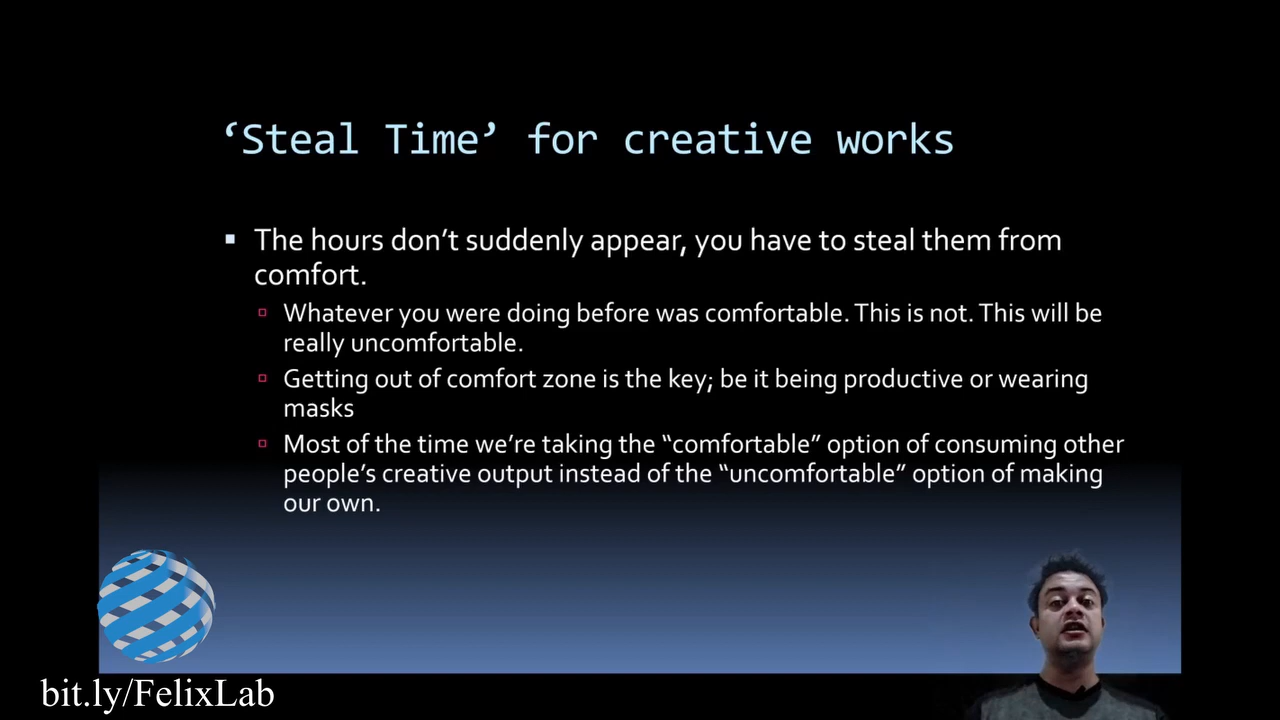 ‘Steal Time’ for creative works
The hours don’t suddenly appear, you have to steal them from
comfort.
Whatever you were doing before was comfortable. This is not. This will be
really uncomfortable.
Getting out of comfort zone is the key; be it being productive or wearing
masks
Most of the time we’re taking the “comfortable” option of consuming other
people’s creative output instead of the “uncomfortable” option of making
our own.
bit.ly/FelixLab